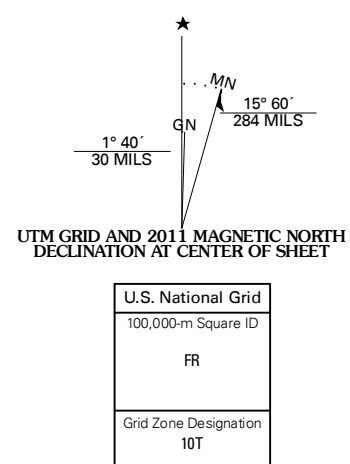 MN
15° 60´
284 MILS
GN
1° 40´
30 MILS
UTM GRID AND 2011 MAGNETIC NORTH
DECLINATION AT CENTER OF SHEET
U.S. National Grid
100,000-m Square ID
FR
Grid Zone Designation
10T